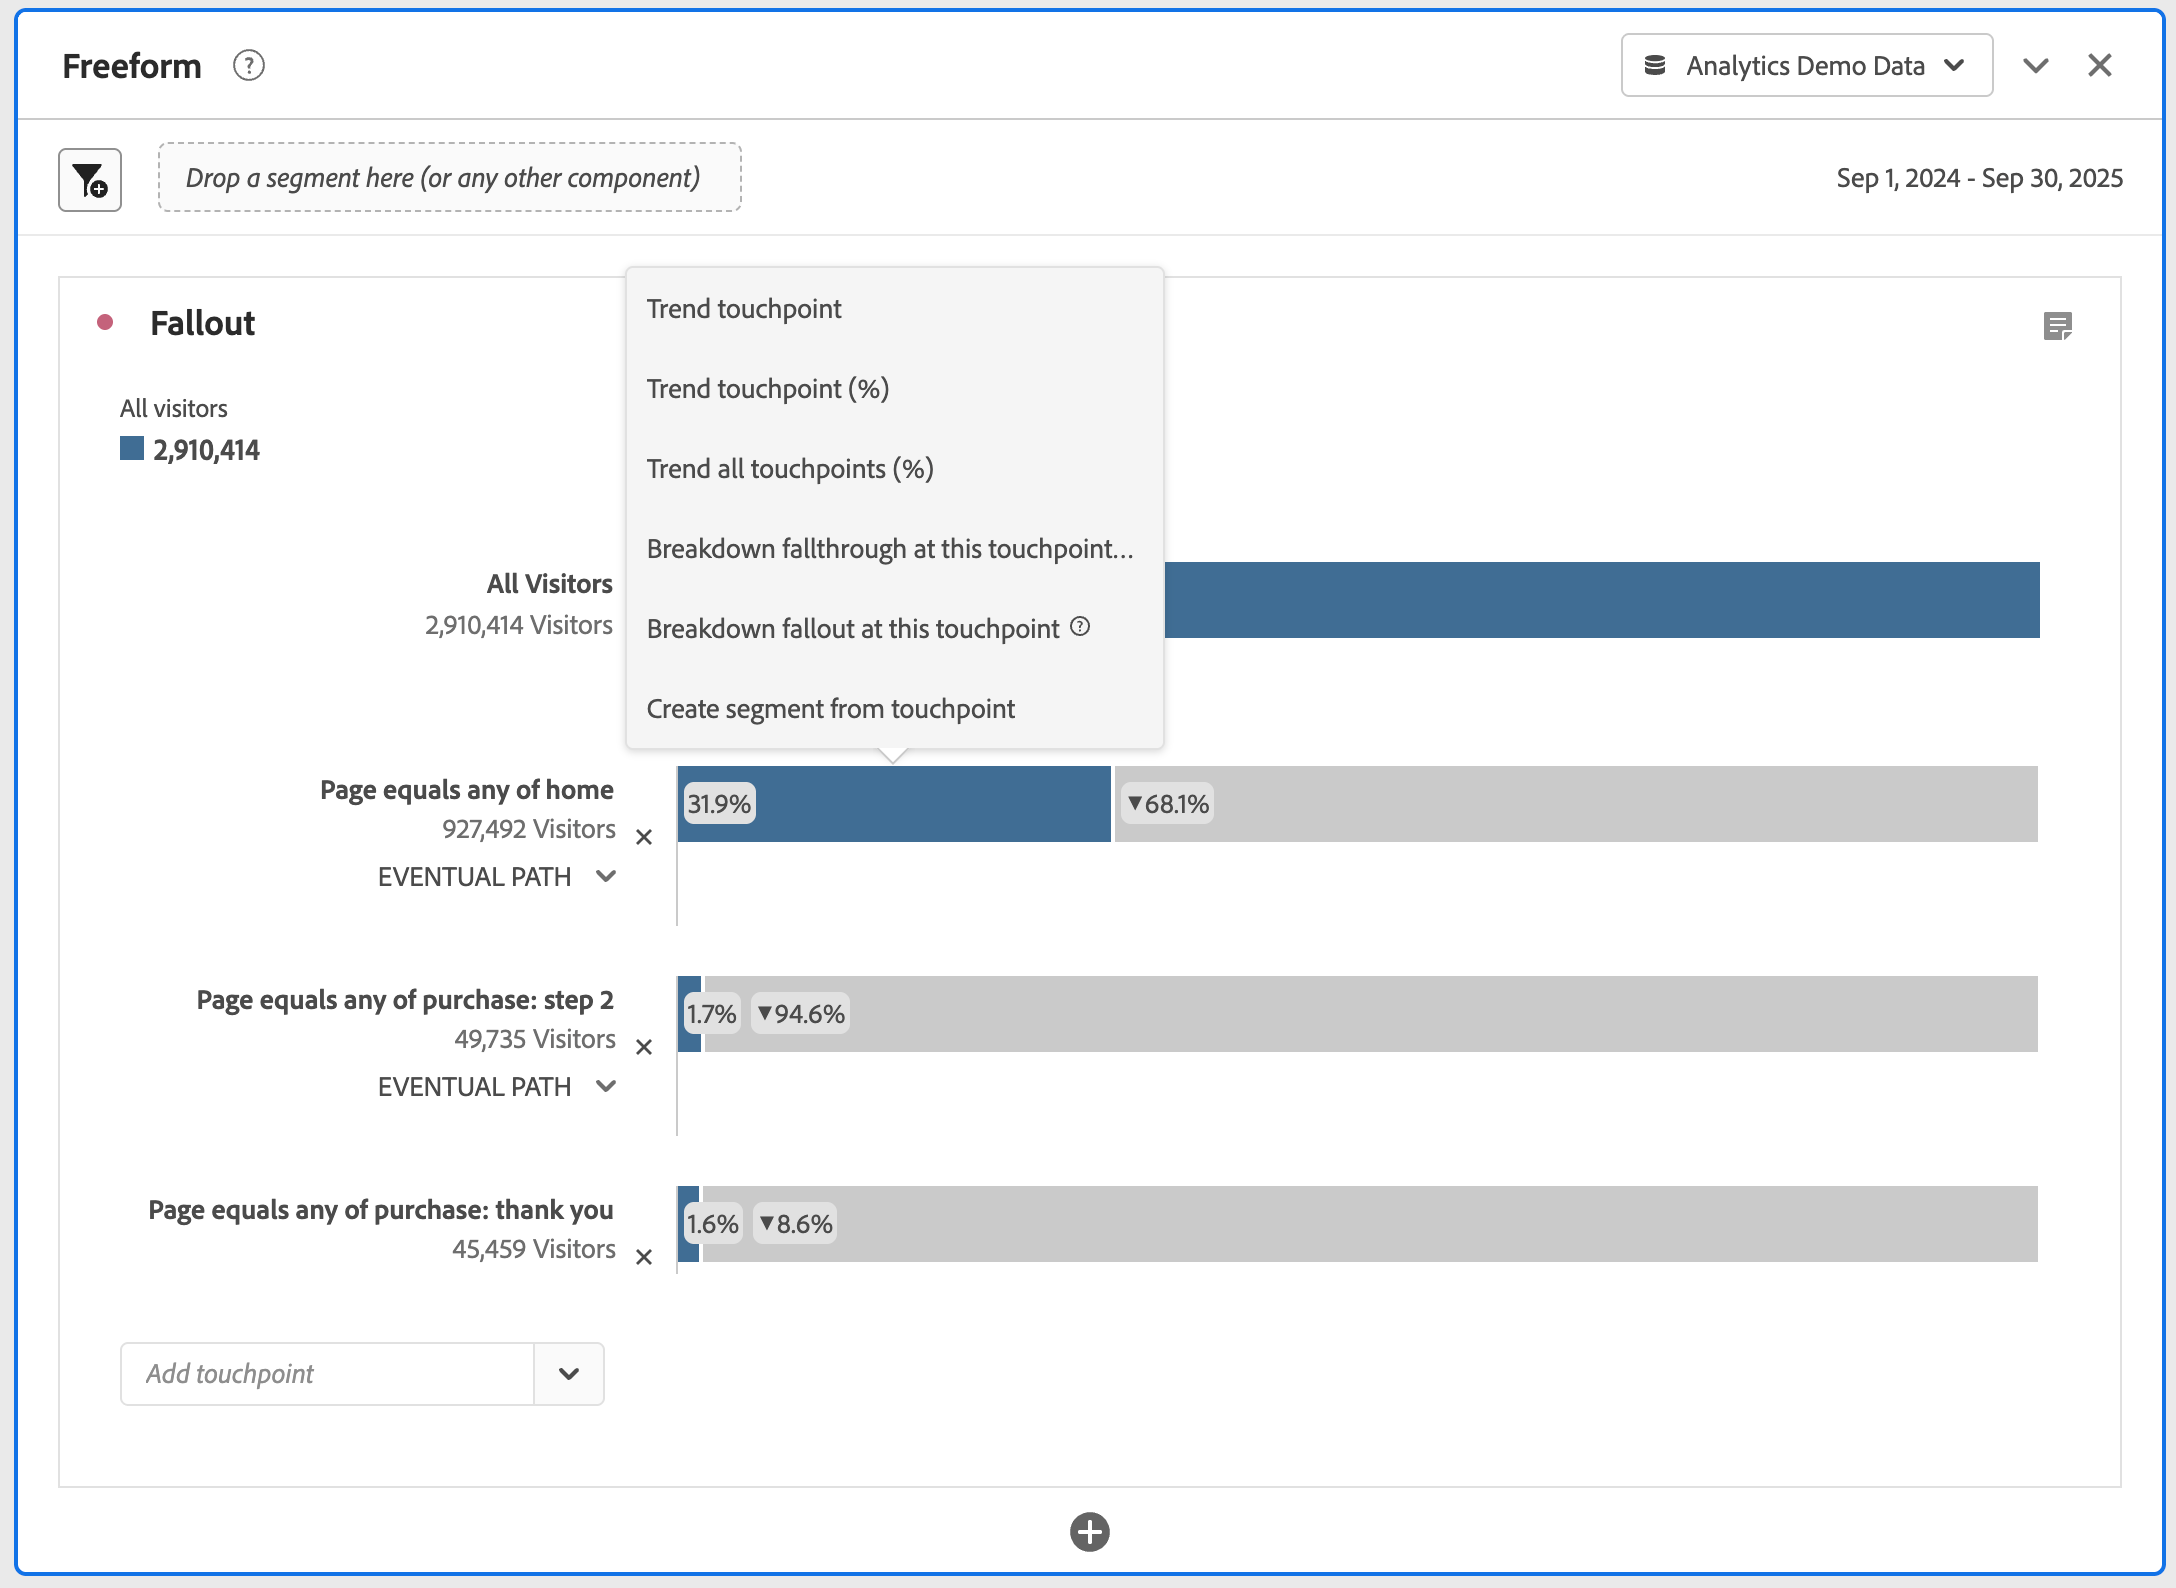 Freeform
Analytics Demo Data
Drop a segment here (or any other component)
Sep 1, 2024 - Sep 30, 2025
Fallout
All visitors
2,910,414
Trend touchpoint
Trend touchpoint (%)
Trend all touchpoints (%)
Breakdown fallthrough at this touchpoint...
Breakdown fallout at this touchpoint
Create segment from touchpoint
All Visitors
2,910,414 Visitors
Page equals any of home
927,492 Visitors
EVENTUAL PATH
31.9%
▼68.1%
Page equals any of purchase: step 2
49,735 Visitors
EVENTUAL PATH
1.7%
▼94.6%
Page equals any of purchase: thank you
45,459 Visitors
1.6%
▼8.6%
Add touchpoint